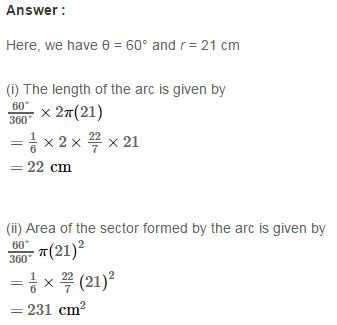 Answer :
Here, we have θ = 60° and r = 21 cm
(i) The length of the arc is given by
60°/360° × 2π(21)
= 1/6 × 2 × 22/7 × 21
= 22 cm
(ii) Area of the sector formed by the arc is given by
60°/360° π(21)²
= 1/6 × 22/7 (21)²
= 231 cm²